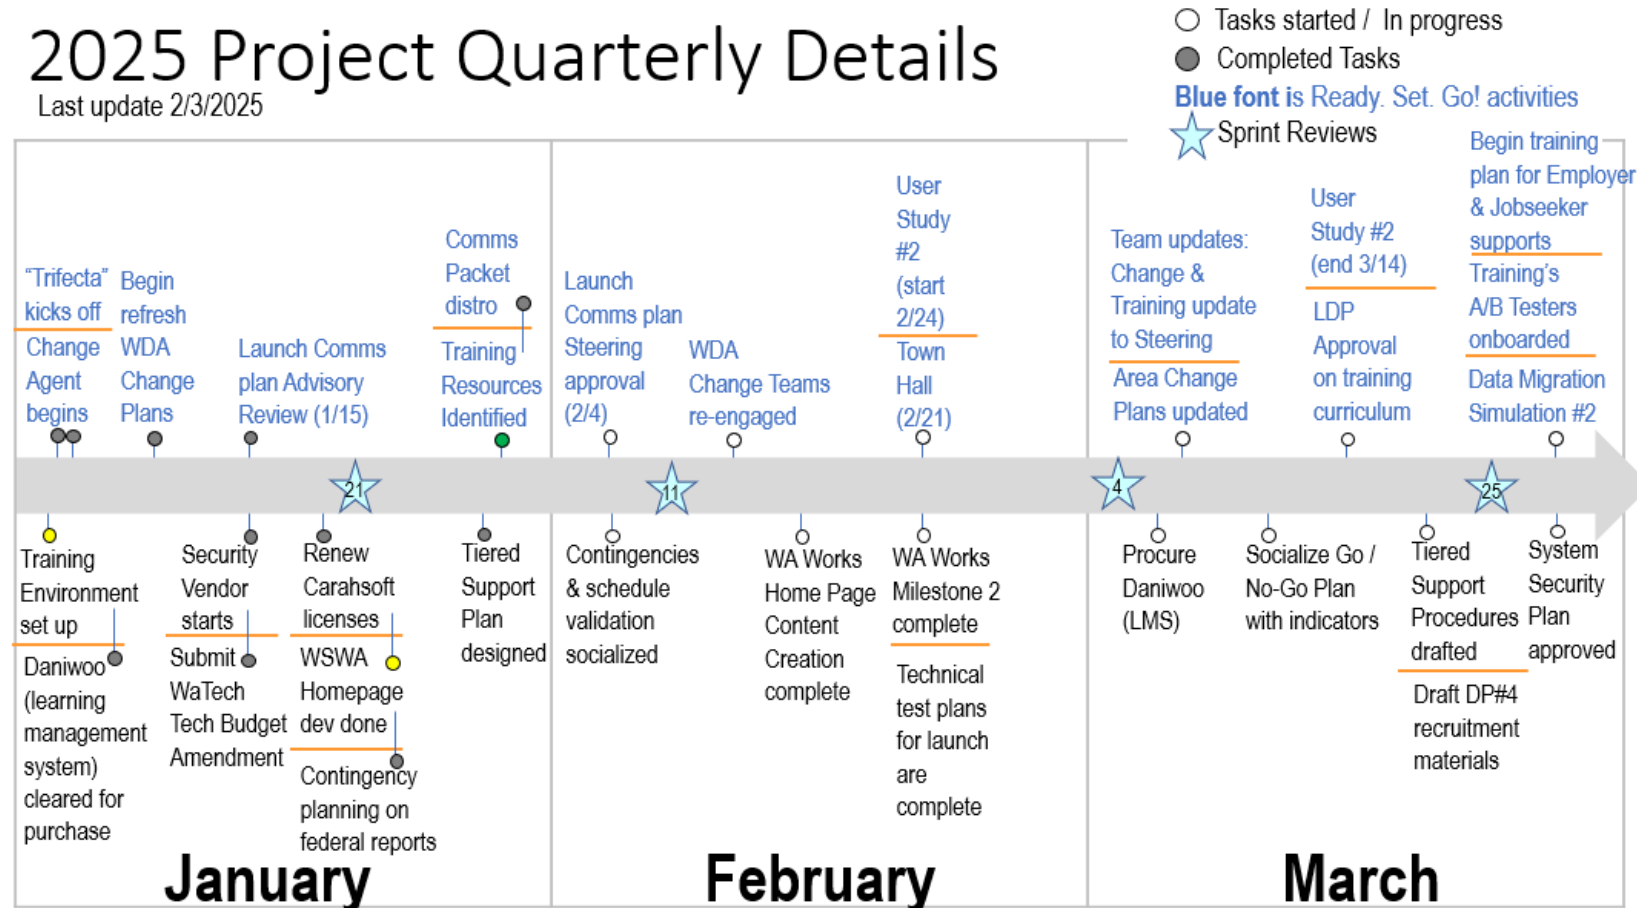 2025 Project Quarterly Details
Last update 2/3/2025
Tasks started / In progress
Completed Tasks
Blue font is Ready. Set. Go! activities
Sprint Reviews
“Trifecta”
kicks off
Change
Agent
begins
Begin
refresh
WDA
Change
Plans
Launch Comms
plan Advisory
Review (1/15)
Comms
Packet
distro
Training
Resources
Identified
Launch
Comms plan
Steering
approval
(2/4)
WDA
Change Teams
re-engaged
User
Study
#2
(start
2/24)
Town
Hall
(2/21)
Team updates:
Change &
Training update
to Steering
Area Change
Plans updated
User
Study #2
(end 3/14)
LDP
Approval
on training
curriculum
Begin training
plan for Employer
& Jobseeker
supports
Training’s
A/B Testers
onboarded
Data Migration
Simulation #2
21
11
4
25
Training
Environment
set up
Daniwoo
(learning
management
system)
cleared for
purchase
Security
Vendor
starts
Submit
WaTech
Tech Budget
Amendment
Renew
Carahsoft
licenses
WSWA
Homepage
dev done
Contingency
planning on
federal reports
Tiered
Support
Plan
designed
Contingencies
& schedule
validation
socialized
WA Works
Home Page
Content
Creation
complete
WA Works
Milestone 2
complete
Technical
test plans
for launch
are
complete
Procure
Daniwoo
(LMS)
Socialize Go /
No-Go Plan
with indicators
Tiered
Support
Procedures
drafted
Draft DP#4
recruitment
materials
System
Security
Plan
approved
January
February
March